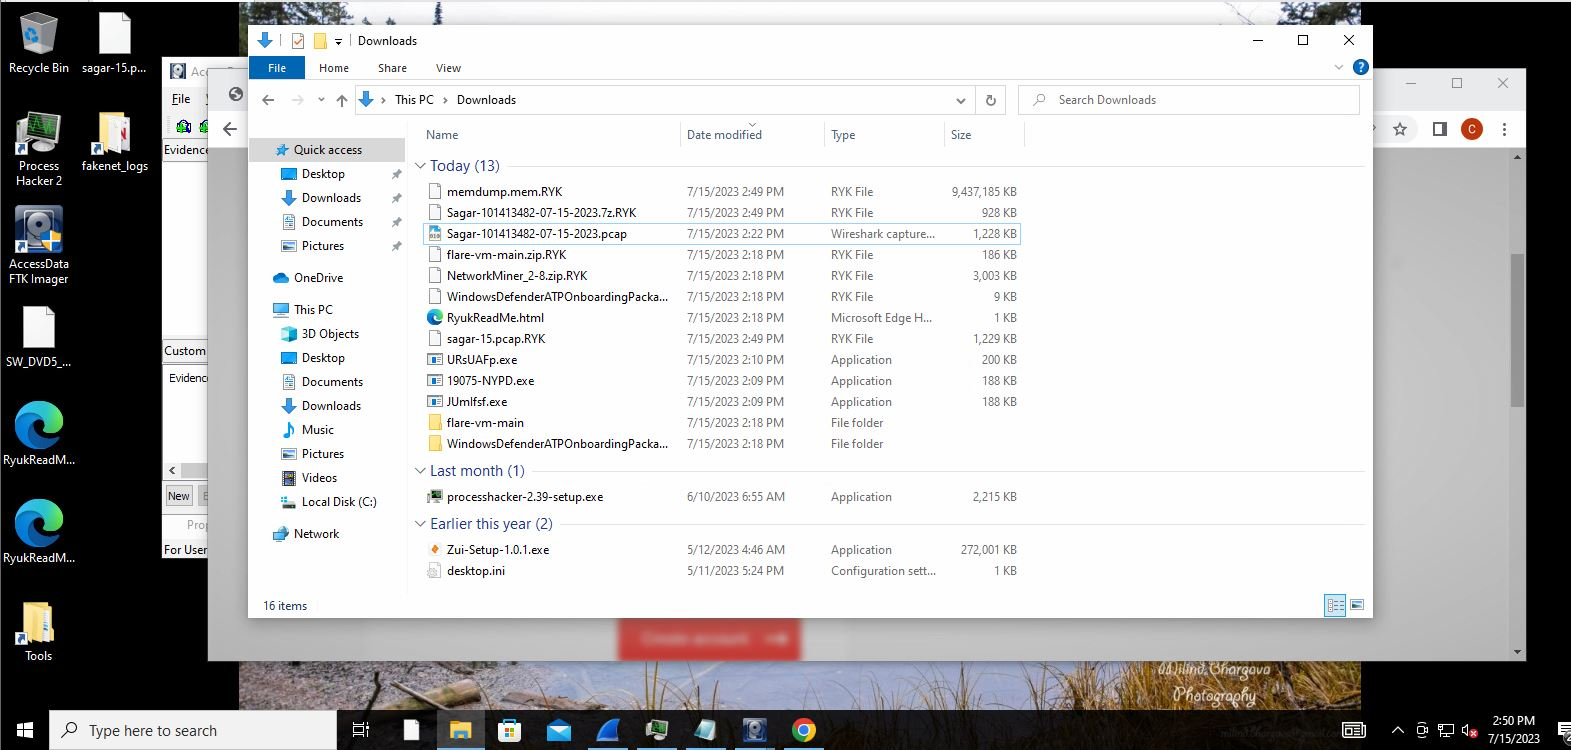 Recycle Bin
sagar-15.p...
Process
Hacker 2
fakenet_logs
AccessData
FTK Imager
SW_DVD5_...
RyukReadM...
RyukReadM...
Tools
File
Evidenc
Custom
Evidenc
New
Prop
For User
Downloads
File
Home
Share
View
This PC
Downloads
Search Downloads
Name
Date modified
Type
Size
Quick access
Desktop
Downloads
Documents
Pictures
OneDrive
This PC
3D Objects
Desktop
Documents
Downloads
Music
Pictures
Videos
Local Disk (C:)
Network
Today (13)
memdump.mem.RYK 7/15/2023 2:49 PM RYK File 9,437,185 KB
Sagar-101413482-07-15-2023.7z.RYK 7/15/2023 2:49 PM RYK File 928 KB
Sagar-101413482-07-15-2023.pcap 7/15/2023 2:22 PM Wireshark capture... 1,228 KB
flare-vm-main.zip.RYK 7/15/2023 2:18 PM RYK File 186 KB
NetworkMiner_2-8.zip.RYK 7/15/2023 2:18 PM RYK File 3,003 KB
WindowsDefenderATPOnboardingPacka... 7/15/2023 2:18 PM RYK File 9 KB
RyukReadMe.html 7/15/2023 2:18 PM Microsoft Edge H... 1 KB
sagar-15.pcap.RYK 7/15/2023 2:49 PM RYK File 1,229 KB
URsUAFp.exe 7/15/2023 2:10 PM Application 200 KB
19075-NYPD.exe 7/15/2023 2:09 PM Application 188 KB
JUmlfsf.exe 7/15/2023 2:09 PM Application 188 KB
flare-vm-main 7/15/2023 2:18 PM File folder
WindowsDefenderATPOnboardingPacka... 7/15/2023 2:18 PM File folder
Last month (1)
processhacker-2.39-setup.exe 6/10/2023 6:55 AM Application 2,215 KB
Earlier this year (2)
Zui-Setup-1.0.1.exe 5/12/2023 4:46 AM Application 272,001 KB
desktop.ini 5/11/2023 5:24 PM Configuration sett... 1 KB
16 items
C
Create account
Milind Bhargava
Photography
Type here to search
2:50 PM
7/15/2023